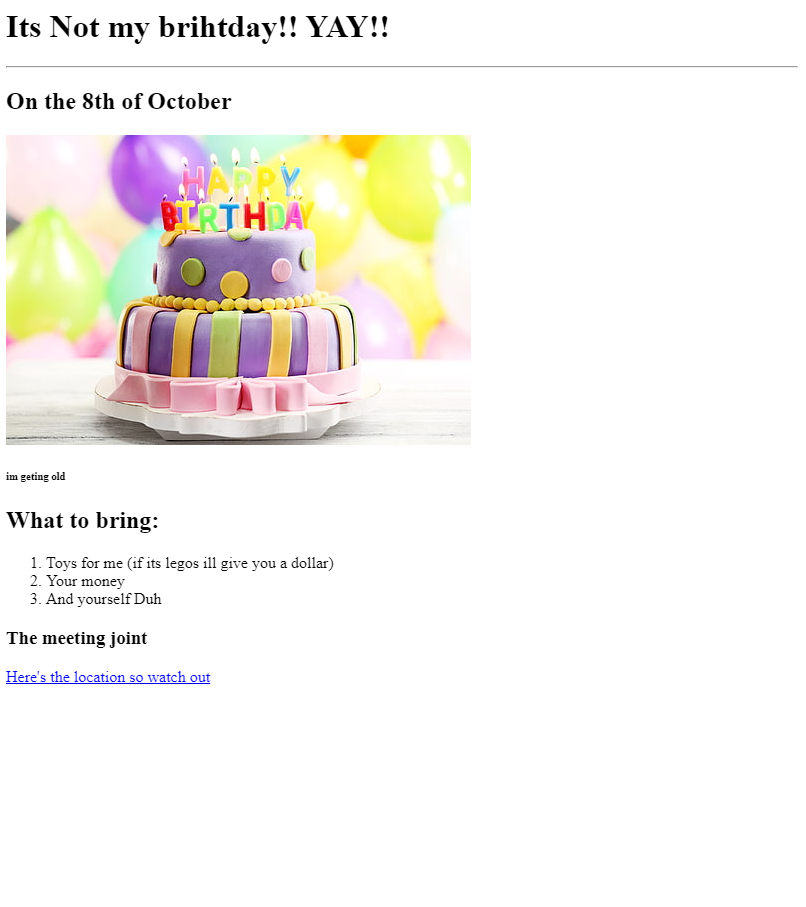 Its Not my brihtday!! YAY!!
On the 8th of October
HAPPY
BIRTHDAY
im geting old
What to bring:
1. Toys for me (if its legos ill give you a dollar)
2. Your money
3. And yourself Duh
The meeting joint
Here's the location so watch out